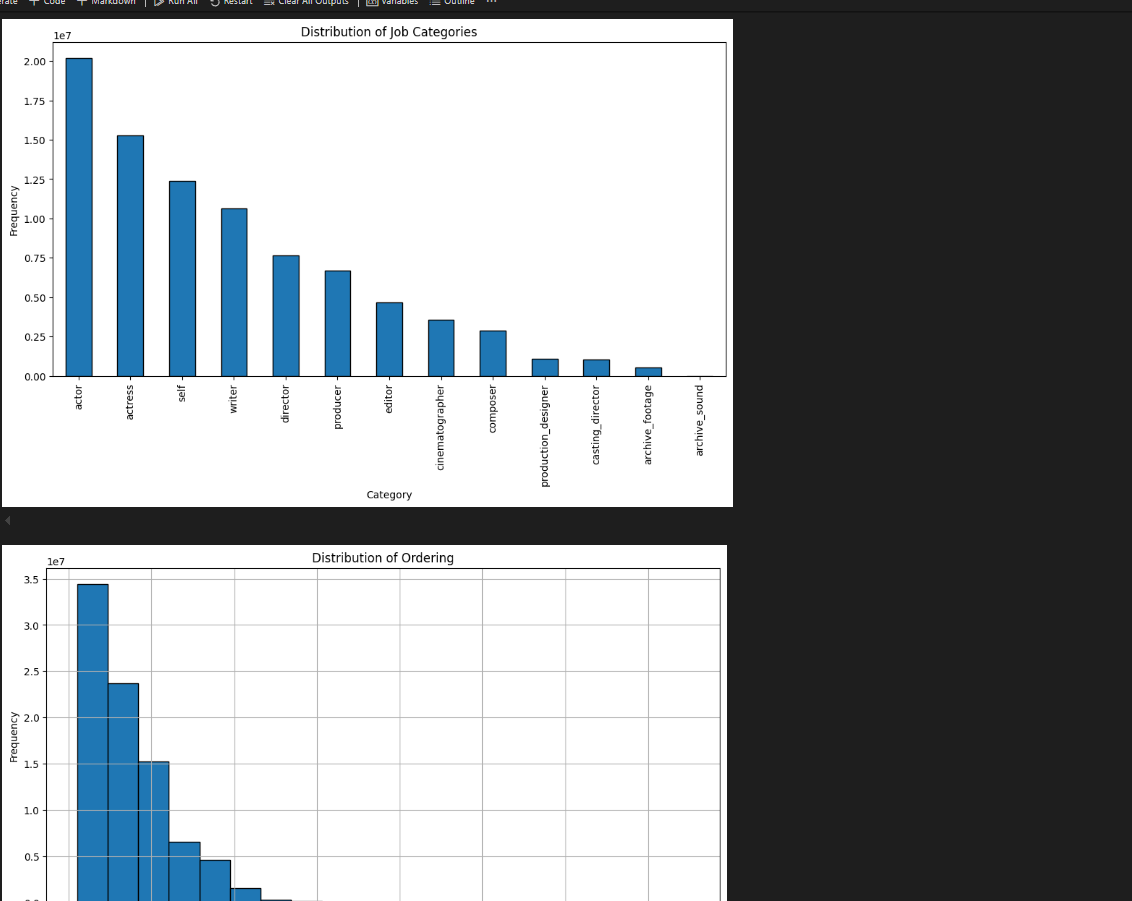 Code Markdown Run All Restart Clear All Outputs Variables Outline ...
Distribution of Job Categories
1e7
2.00
1.75
1.50
1.25
1.00
0.75
0.50
0.25
0.00
Frequency
actor
actress
self
writer
director
producer
editor
cinematographer
composer
production_designer
casting_director
archive_footage
archive_sound
Category
Distribution of Ordering
1e7
3.5
3.0
2.5
2.0
1.5
1.0
0.5
Frequency